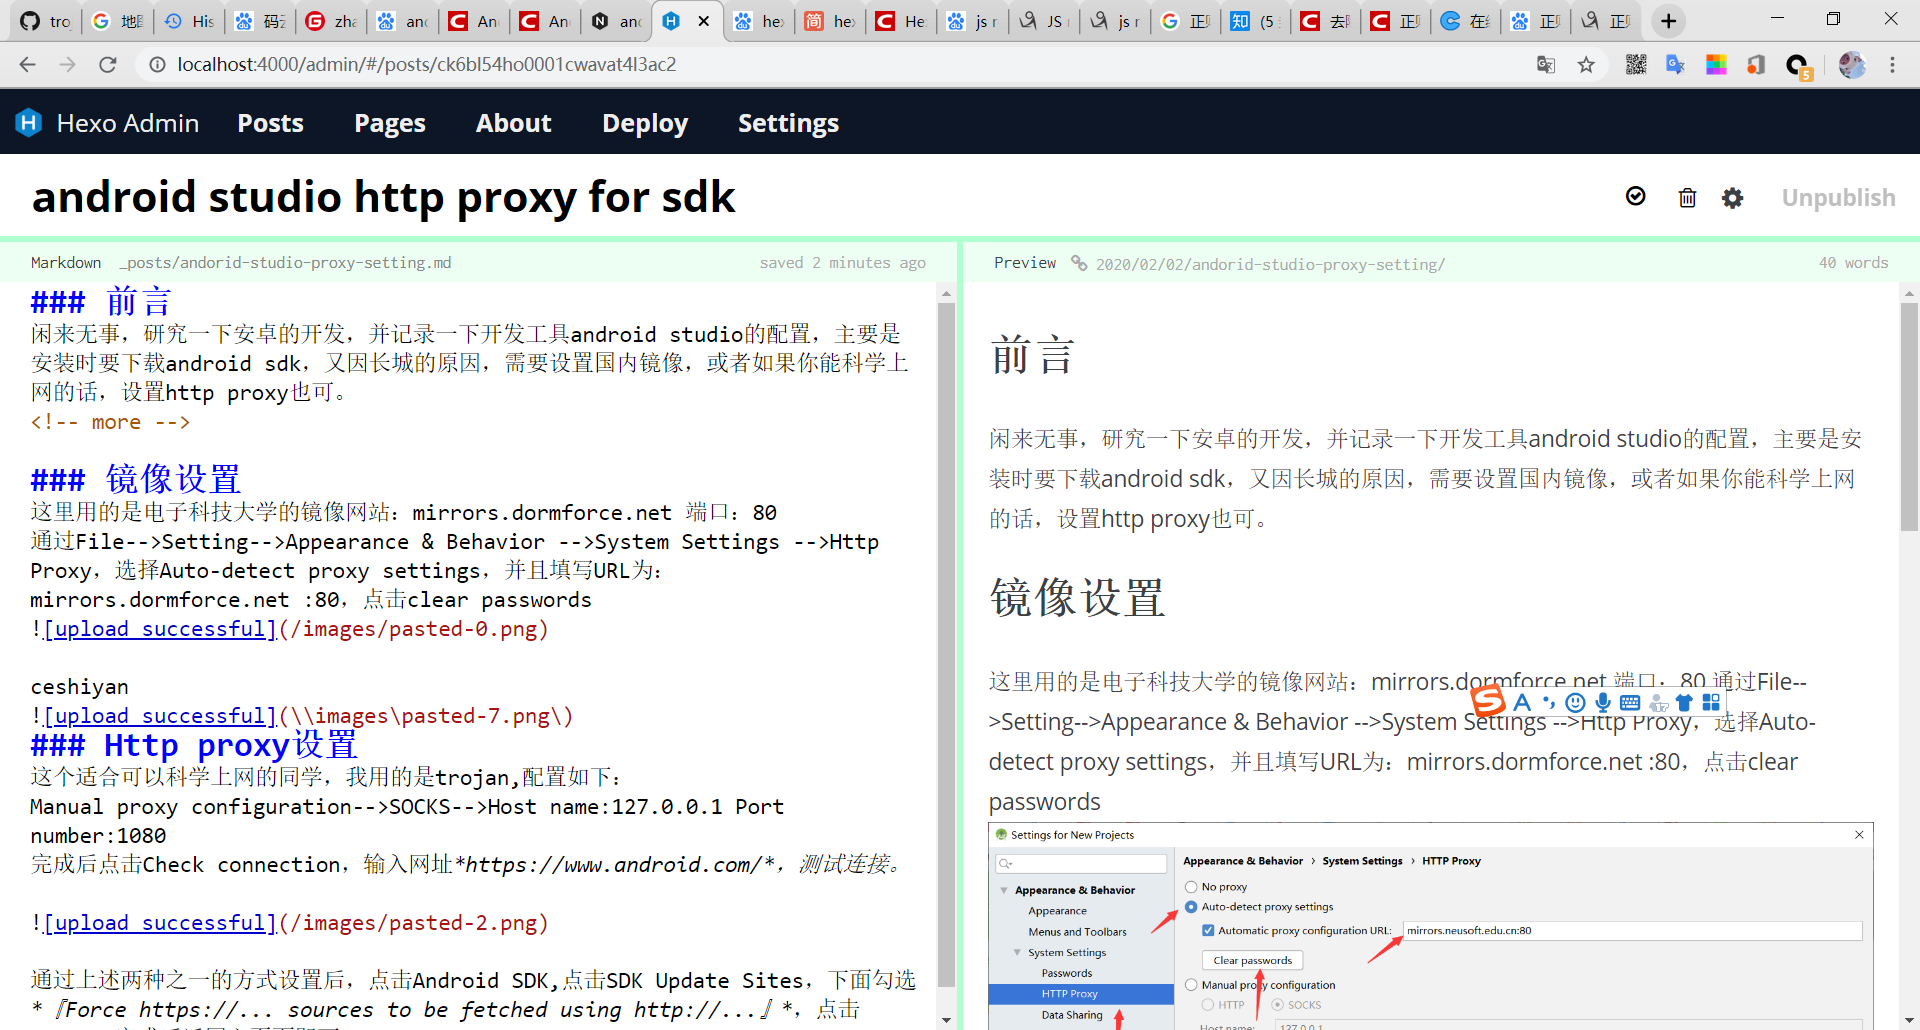 tro
地图
His
码云
zha
and
An
An
and
hex
hex
He
js r
JS r
js r
正则
(5
去除
正则
在线
正则
正则
localhost:4000/admin/#/posts/ck6bl54ho0001cwavat4l3ac2
5
H Hexo Admin Posts Pages About Deploy Settings
android studio http proxy for sdk
Unpublish
Markdown _posts/andorid-studio-proxy-setting.md saved 2 minutes ago
### 前言
闲来无事，研究一下安卓的开发，并记录一下开发工具android studio的配置，主要是
安装时要下载android sdk，又因长城的原因，需要设置国内镜像，或者如果你能科学上
网的话，设置http proxy也可。
<!-- more -->
### 镜像设置
这里用的是电子科技大学的镜像网站：mirrors.dormforce.net 端口：80
通过File-->Setting-->Appearance & Behavior -->System Settings -->Http
Proxy，选择Auto-detect proxy settings，并且填写URL为：
mirrors.dormforce.net :80，点击clear passwords
![upload successful](/images/pasted-0.png)
ceshiyan
![upload successful](\\images\pasted-7.png\)
### Http proxy设置
这个适合可以科学上网的同学，我用的是trojan,配置如下：
Manual proxy configuration-->SOCKS-->Host name:127.0.0.1 Port
number:1080
完成后点击Check connection，输入网址*https://www.android.com/*，测试连接。
![upload successful](/images/pasted-2.png)
通过上述两种之一的方式设置后，点击Android SDK,点击SDK Update Sites，下面勾选
*『Force https://... sources to be fetched using http://...』*，点击
Preview 2020/02/02/andorid-studio-proxy-setting/ 40 words
前言
闲来无事，研究一下安卓的开发，并记录一下开发工具android studio的配置，主要是安
装时要下载android sdk，又因长城的原因，需要设置国内镜像，或者如果你能科学上网
的话，设置http proxy也可。
镜像设置
这里用的是电子科技大学的镜像网站：mirrors.dormforce.net 端口：80 通过File--
>Setting-->Appearance & Behavior -->System Settings -->Http Proxy，选择Auto-
detect proxy settings，并且填写URL为：mirrors.dormforce.net :80，点击clear
passwords
Settings for New Projects
Appearance & Behavior › System Settings › HTTP Proxy
Appearance & Behavior
Appearance
Menus and Toolbars
System Settings
Passwords
HTTP Proxy
Data Sharing
No proxy
Auto-detect proxy settings
Automatic proxy configuration URL: mirrors.neusoft.edu.cn:80
Clear passwords
Manual proxy configuration
HTTP SOCKS
Host name: 127.0.0.1